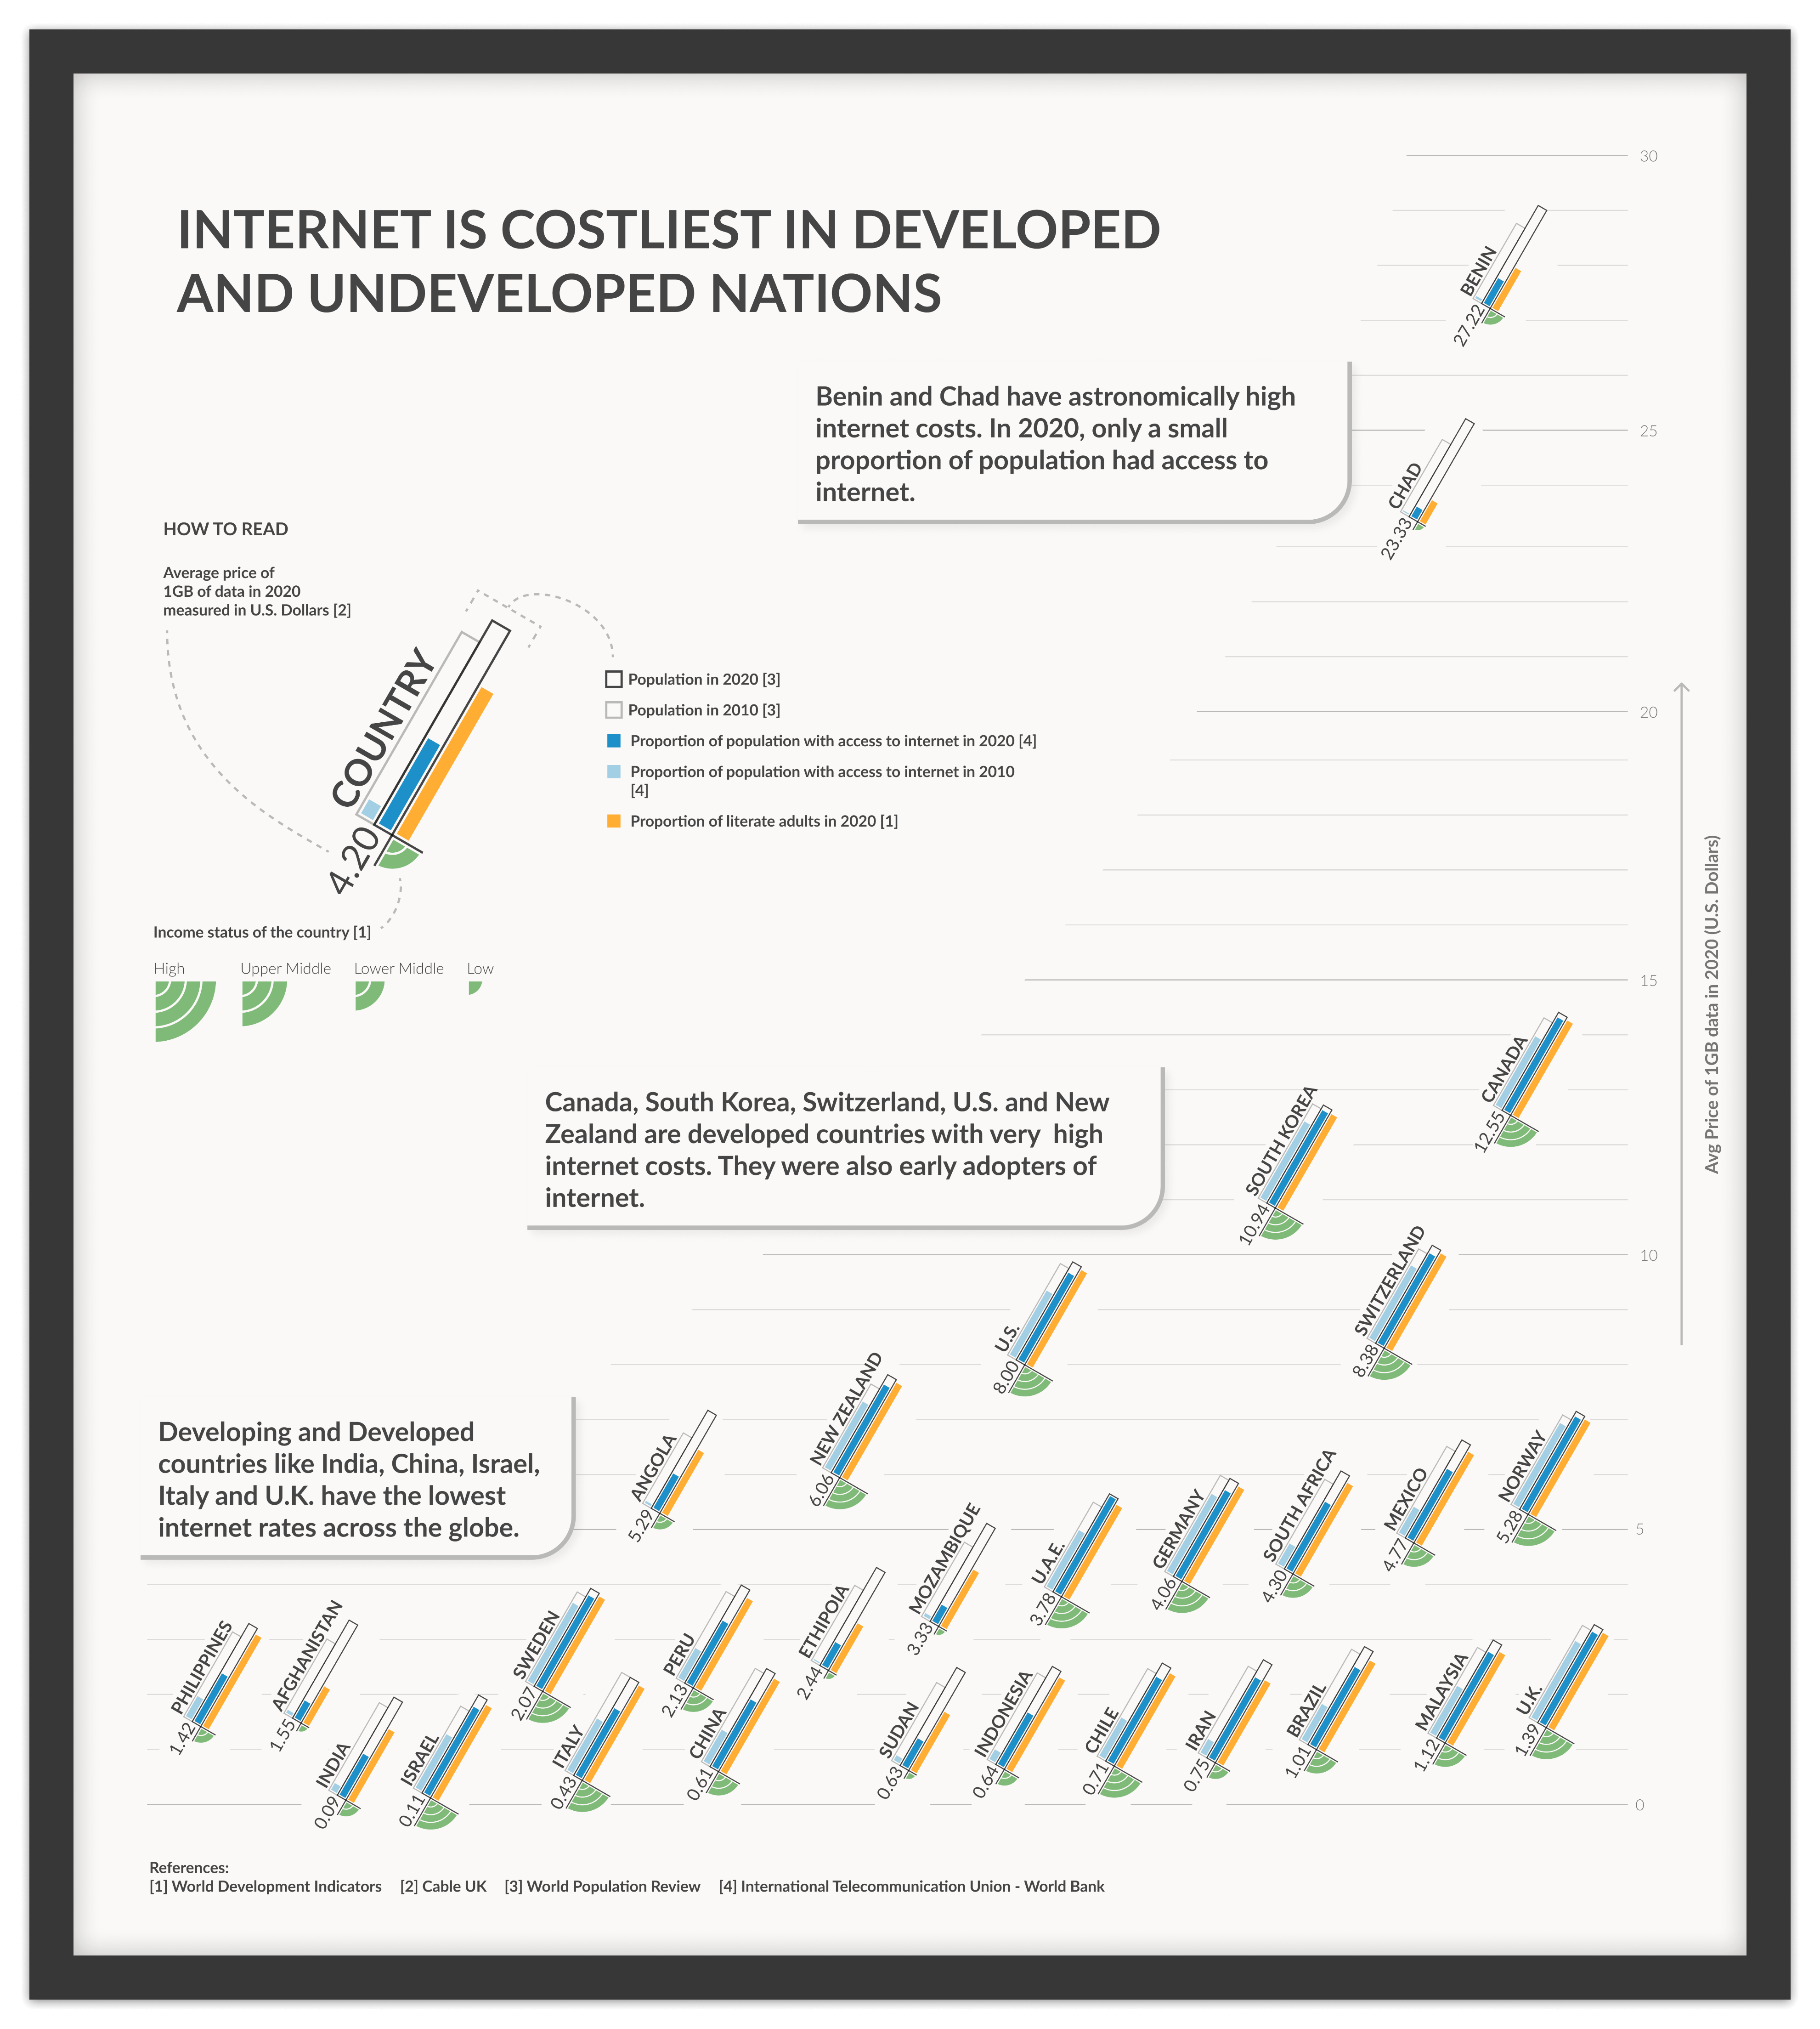 INTERNET IS COSTLIEST IN DEVELOPED
AND UNDEVELOPED NATIONS
30
BENIN
27.22
Benin and Chad have astronomically high
internet costs. In 2020, only a small
proportion of population had access to
internet.
25
CHAD
23.33
HOW TO READ
Average price of
1GB of data in 2020
measured in U.S. Dollars [2]
COUNTRY
4.20
Population in 2020 [3]
Population in 2010 [3]
Proportion of population with access to internet in 2020 [4]
Proportion of population with access to internet in 2010
[4]
Proportion of literate adults in 2020 [1]
Income status of the country [1]
High
Upper Middle
Lower Middle
Low
20
15
Avg Price of 1GB data in 2020 (U.S. Dollars)
CANADA
12.55
Canada, South Korea, Switzerland, U.S. and New
Zealand are developed countries with very  high
internet costs. They were also early adopters of
internet.
SOUTH KOREA
10.94
10
SWITZERLAND
8.38
U.S.
8.00
NEW ZEALAND
6.06
Developing and Developed
countries like India, China, Israel,
Italy and U.K. have the lowest
internet rates across the globe.
ANGOLA
5.29
MOZAMBIQUE
3.33
U.A.E.
3.78
GERMANY
4.06
SOUTH AFRICA
4.30
MEXICO
4.77
NORWAY
5.28
5
PHILIPPINES
1.42
AFGHANISTAN
1.55
SWEDEN
2.07
PERU
2.13
ETHIPOIA
2.44
INDIA
0.09
ISRAEL
0.11
ITALY
0.43
CHINA
0.61
SUDAN
0.63
INDONESIA
0.64
CHILE
0.71
IRAN
0.75
BRAZIL
1.01
MALAYSIA
1.12
U.K.
1.39
0
References:
[1] World Development Indicators [2] Cable UK [3] World Population Review [4] International Telecommunication Union - World Bank